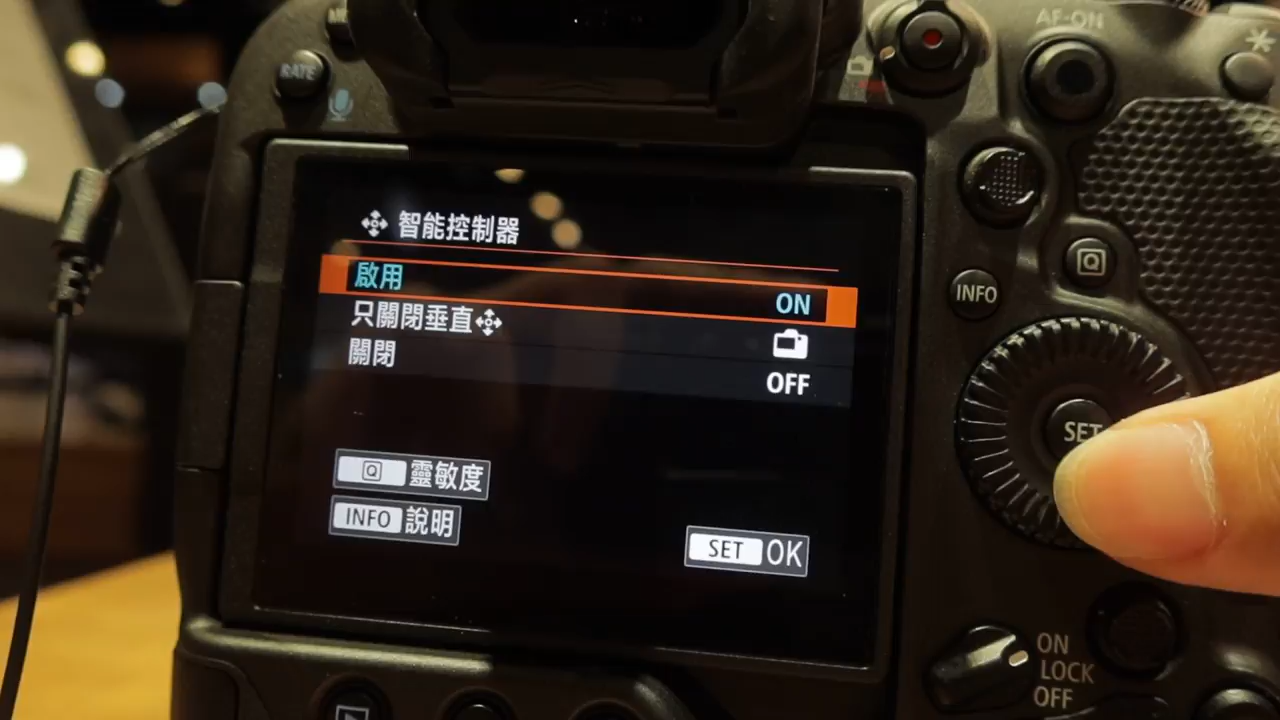 RATE
AF-ON
智能控制器
啟用 ON
只關閉垂直
關閉 OFF
Q 靈敏度
INFO 說明
SET OK
Q
INFO
SET
ON
LOCK
OFF